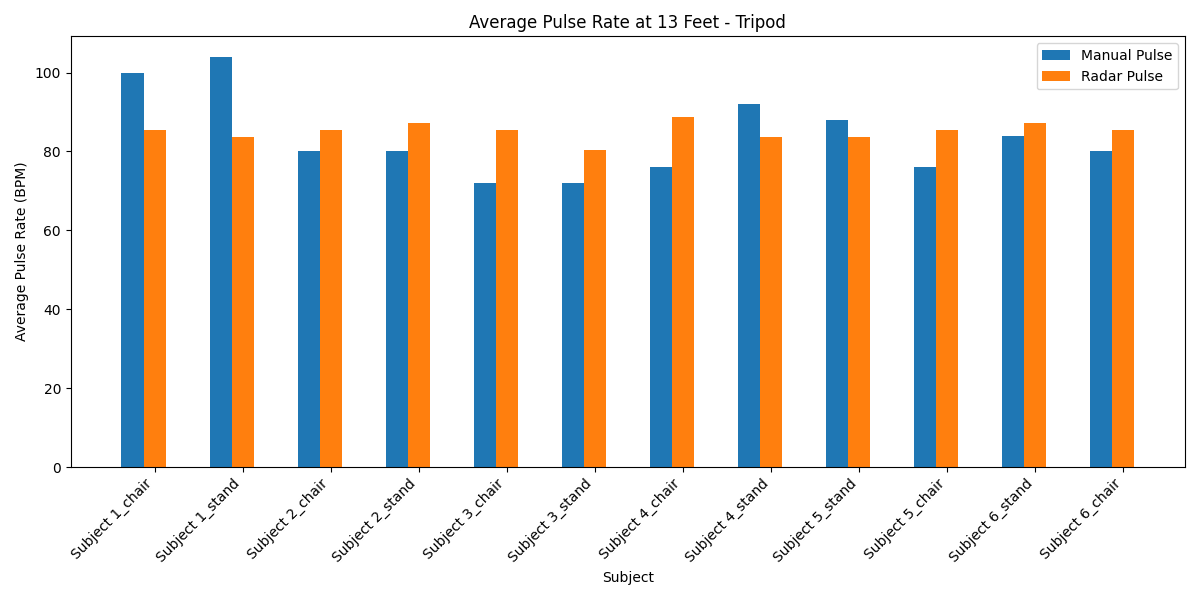 Average Pulse Rate at 13 Feet - Tripod
Manual Pulse
Radar Pulse
Average Pulse Rate (BPM)
100
80
60
40
20
0
Subject 1_chair
Subject 1_stand
Subject 2_chair
Subject 2_stand
Subject 3_chair
Subject 3_stand
Subject 4_chair
Subject 4_stand
Subject 5_stand
Subject 5_chair
Subject 6_stand
Subject 6_chair
Subject